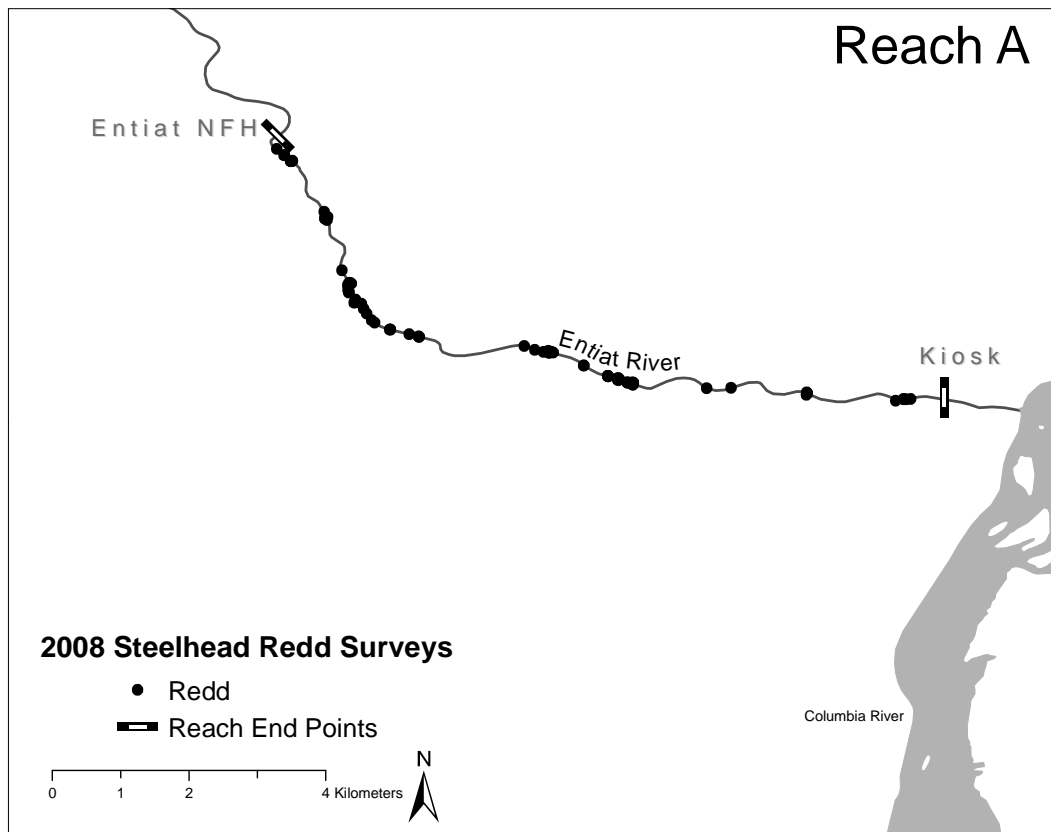 Reach A
Entiat NFH
Entiat River
Kiosk
2008 Steelhead Redd Surveys
Redd
Reach End Points
Columbia River
N
0 1 2 4 Kilometers